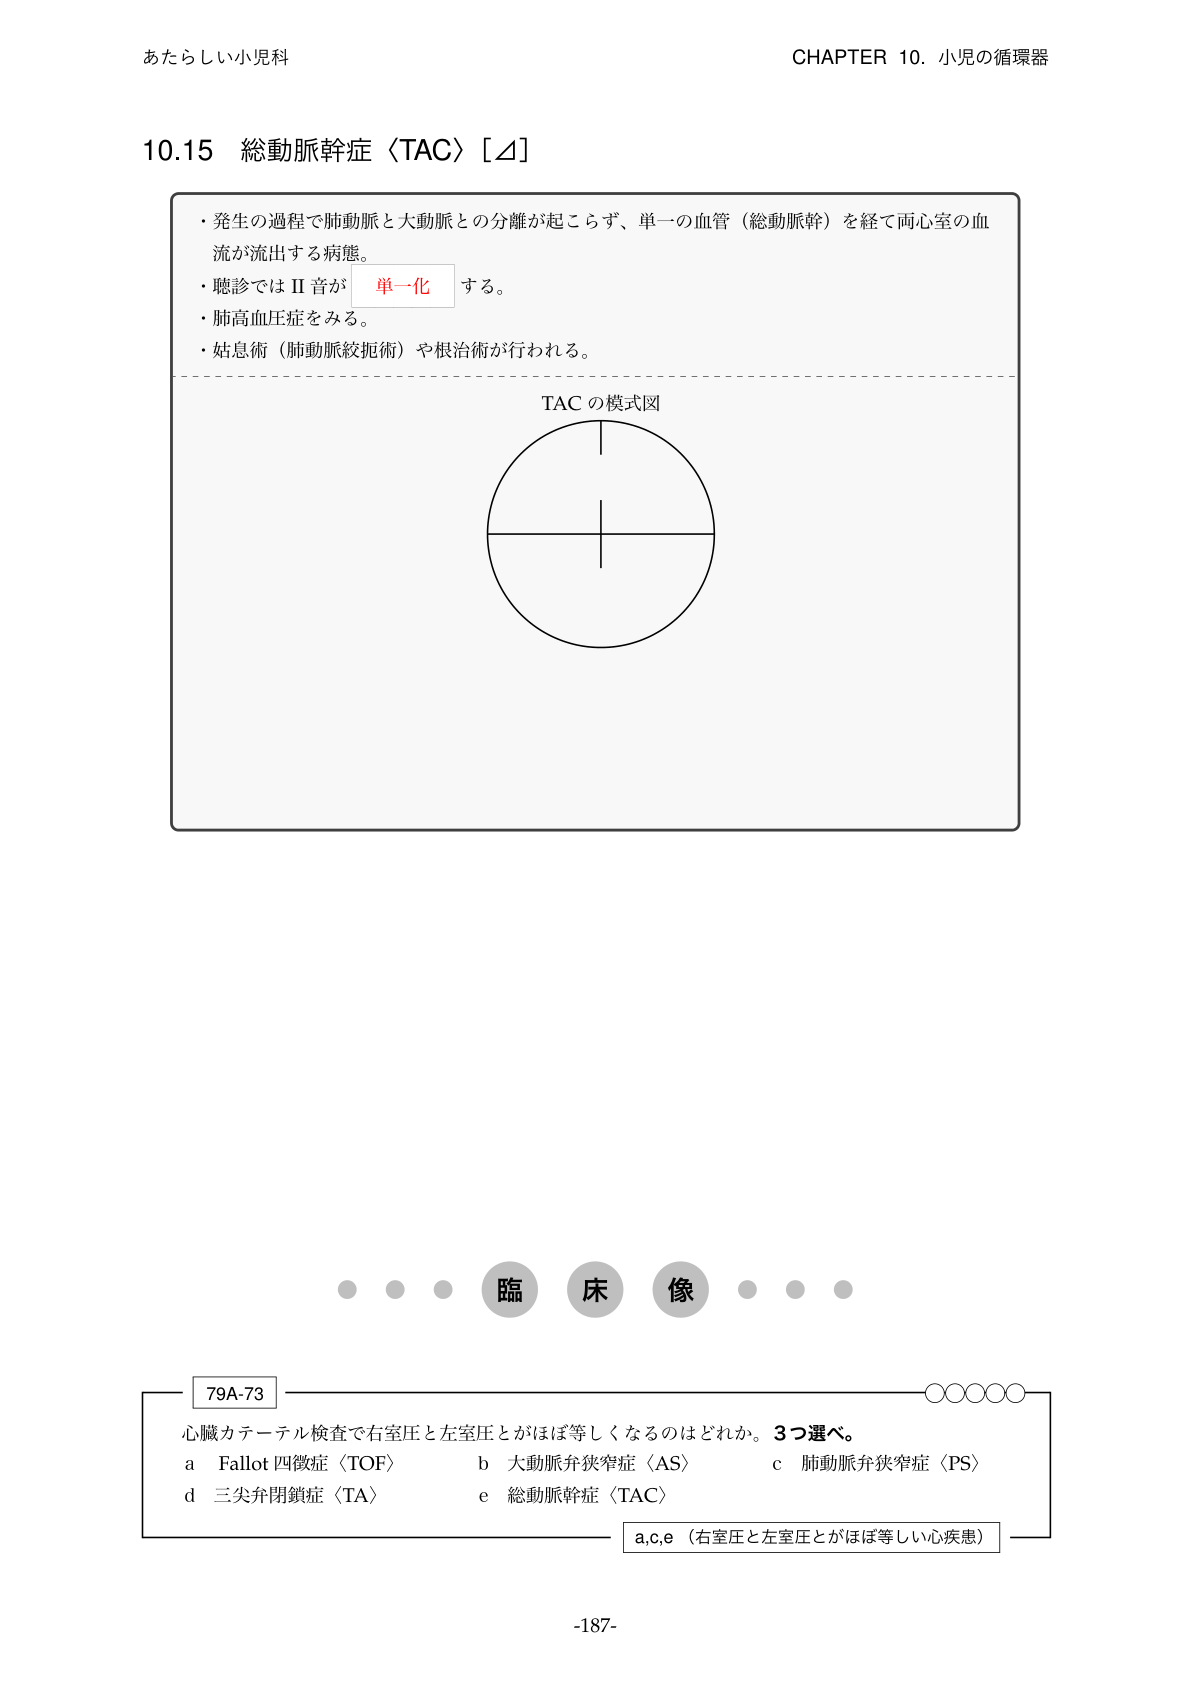 あたらしい小児科
CHAPTER 10. 小児の循環器
10.15 総動脈幹症〈TAC〉[⊿]
・発生の過程で肺動脈と大動脈との分離が起こらず、単一の血管（総動脈幹）を経て両心室の血
流が流出する病態。
・聴診では II 音が 単一化 する。
・肺高血圧症をみる。
・姑息術（肺動脈絞扼術）や根治術が行われる。
TAC の模式図
臨 床 像
79A-73
心臓カテーテル検査で右室圧と左室圧とがほぼ等しくなるのはどれか。3つ選べ。
a Fallot 四徴症〈TOF〉 b 大動脈弁狭窄症〈AS〉 c 肺動脈弁狭窄症〈PS〉
d 三尖弁閉鎖症〈TA〉 e 総動脈幹症〈TAC〉
a,c,e （右室圧と左室圧とがほぼ等しい心疾患）
-187-